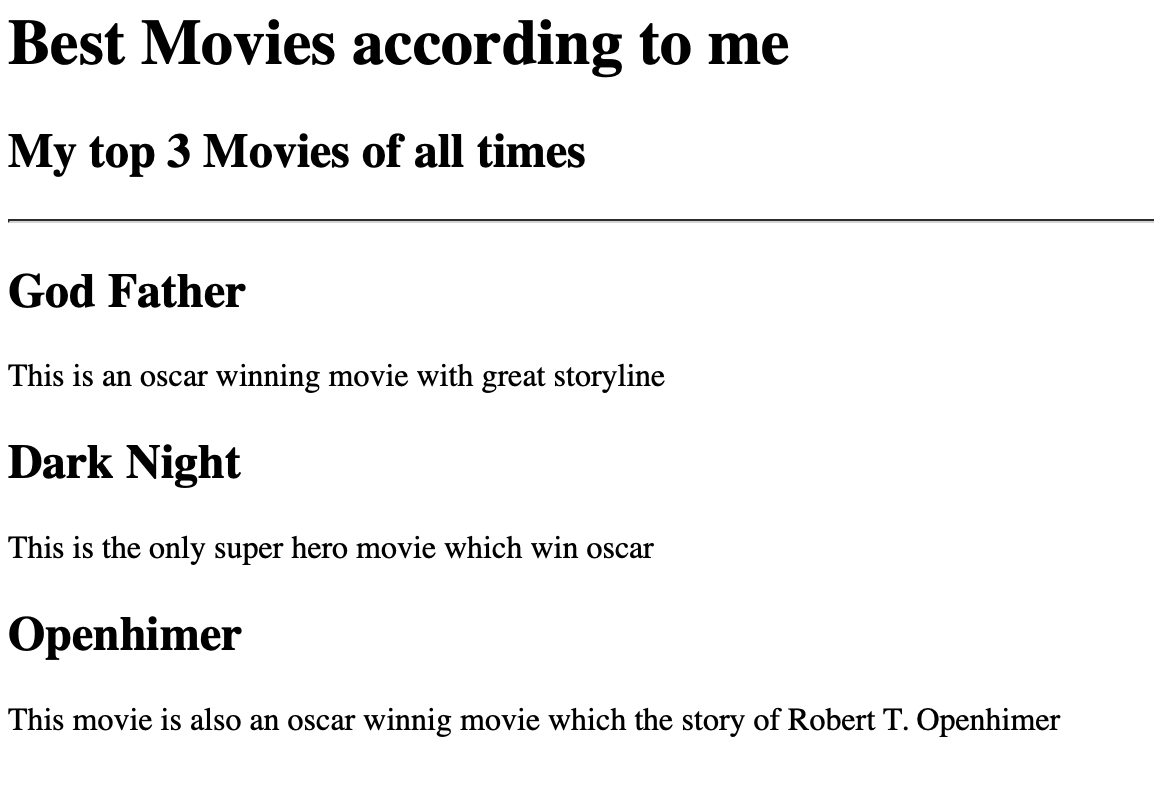 Best Movies according to me
My top 3 Movies of all times
God Father
This is an oscar winning movie with great storyline
Dark Night
This is the only super hero movie which win oscar
Openhimer
This movie is also an oscar winnig movie which the story of Robert T. Openhimer